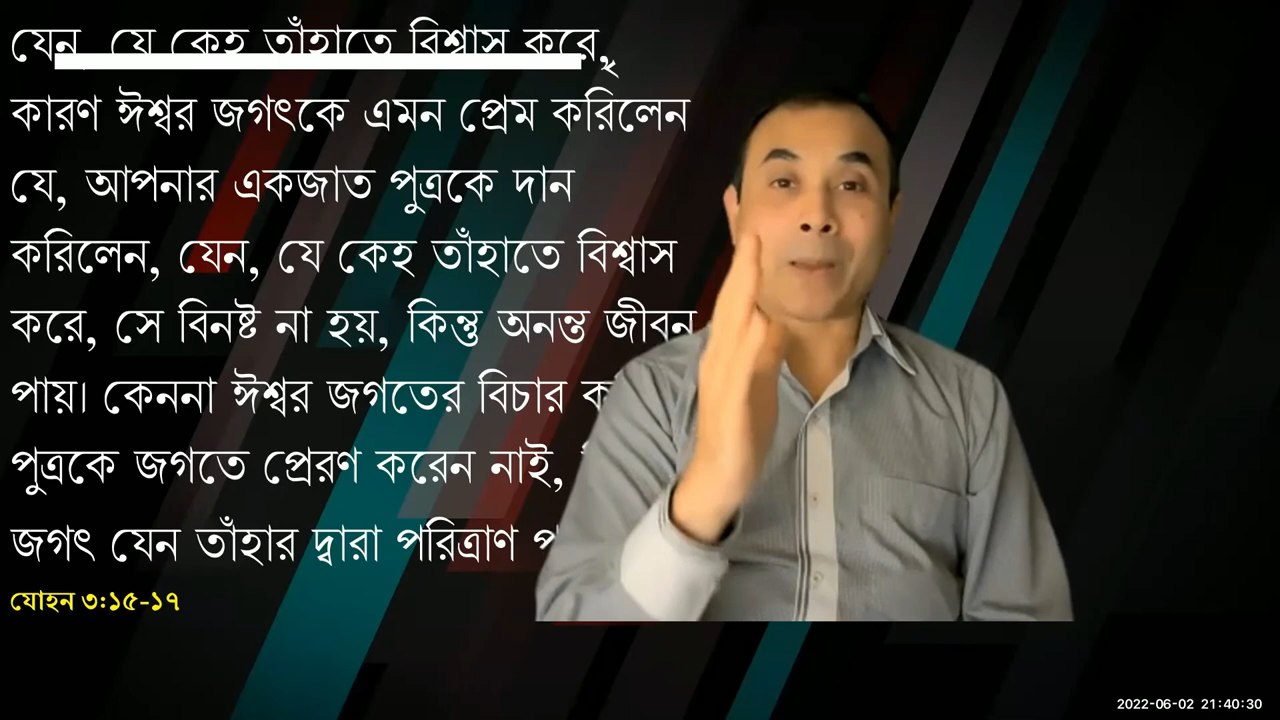 যেন, যে কেহ তাঁহাতে বিশ্বাস করে,
কারণ ঈশ্বর জগৎকে এমন প্রেম করিলেন
যে, আপনার একজাত পুত্রকে দান
করিলেন, যেন, যে কেহ তাঁহাতে বিশ্বাস
করে, সে বিনষ্ট না হয়, কিন্তু অনন্ত জীবন
পায়। কেননা ঈশ্বর জগতের বিচার
পুত্রকে জগতে প্রেরণ করেন নাই,
জগৎ যেন তাঁহার দ্বারা পরিত্রাণ
যোহন ৩:১৫-১৭
2022-06-02 21:40:30